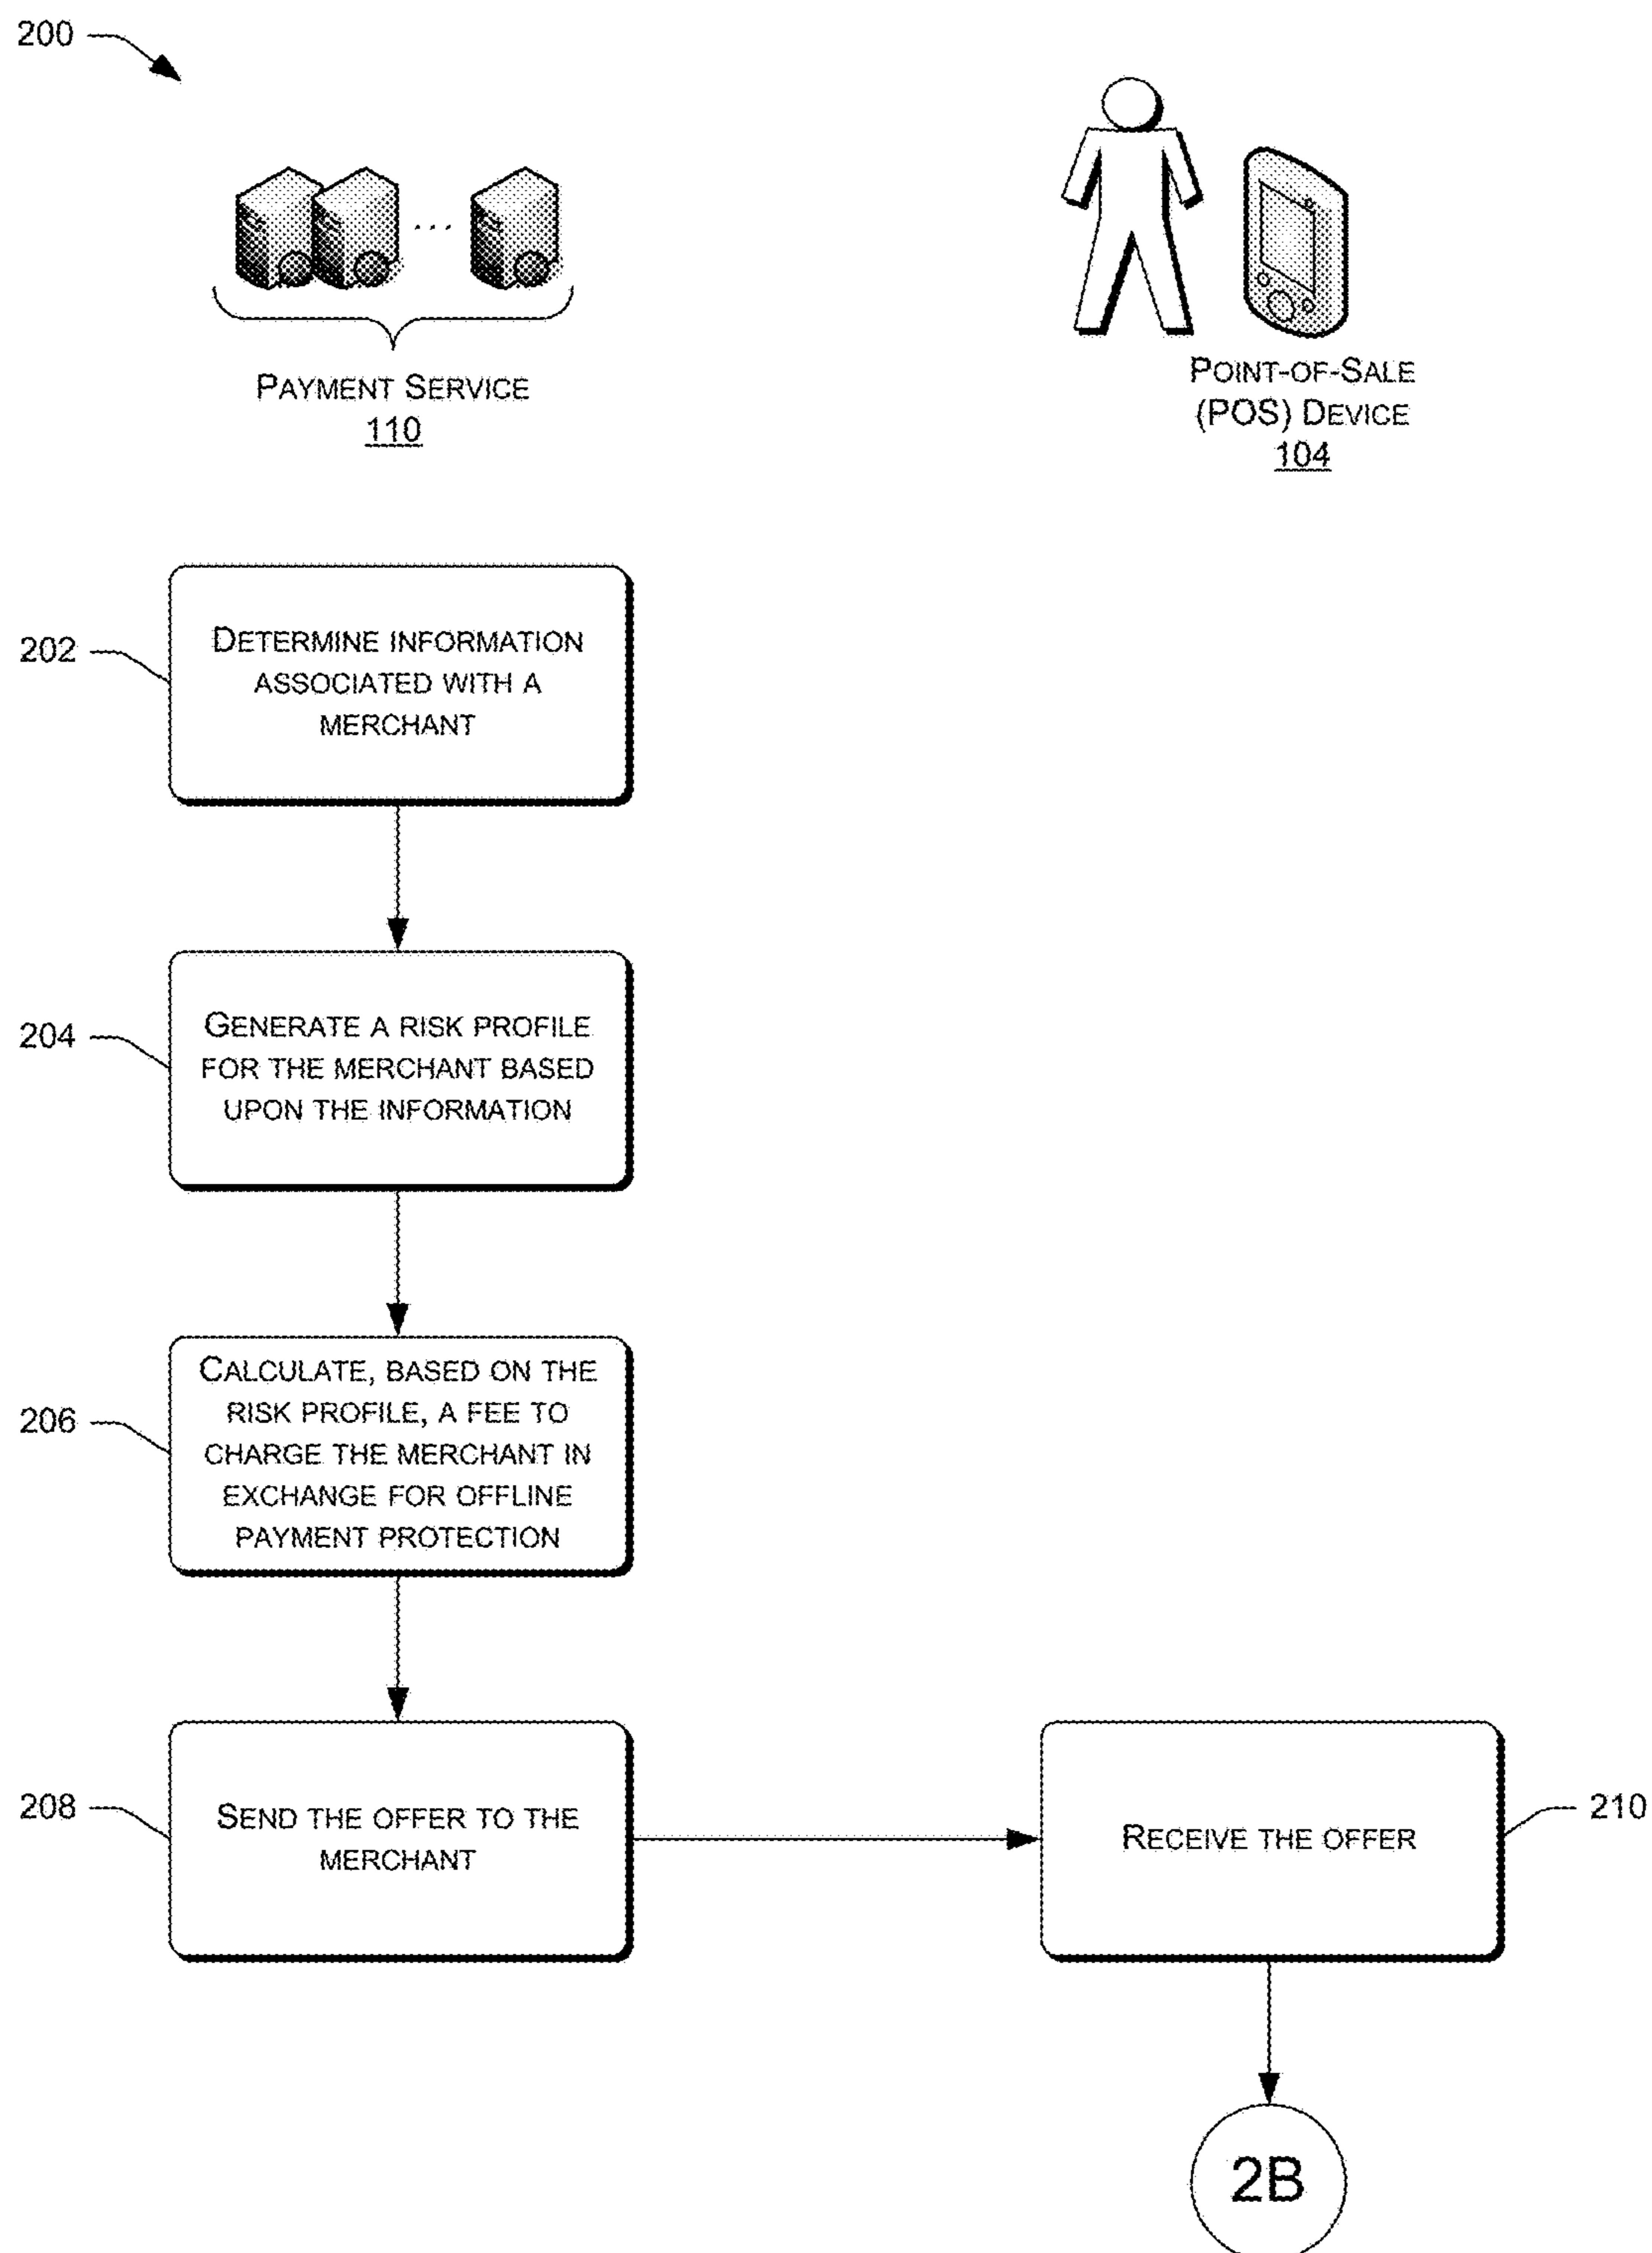 200
PAYMENT SERVICE
110
POINT-OF-SALE
(POS) DEVICE
104
202
DETERMINE INFORMATION
ASSOCIATED WITH A
MERCHANT
204
GENERATE A RISK PROFILE
FOR THE MERCHANT BASED
UPON THE INFORMATION
206
CALCULATE, BASED ON THE
RISK PROFILE, A FEE TO
CHARGE THE MERCHANT IN
EXCHANGE FOR OFFLINE
PAYMENT PROTECTION
208
SEND THE OFFER TO THE
MERCHANT
RECEIVE THE OFFER
210
2B